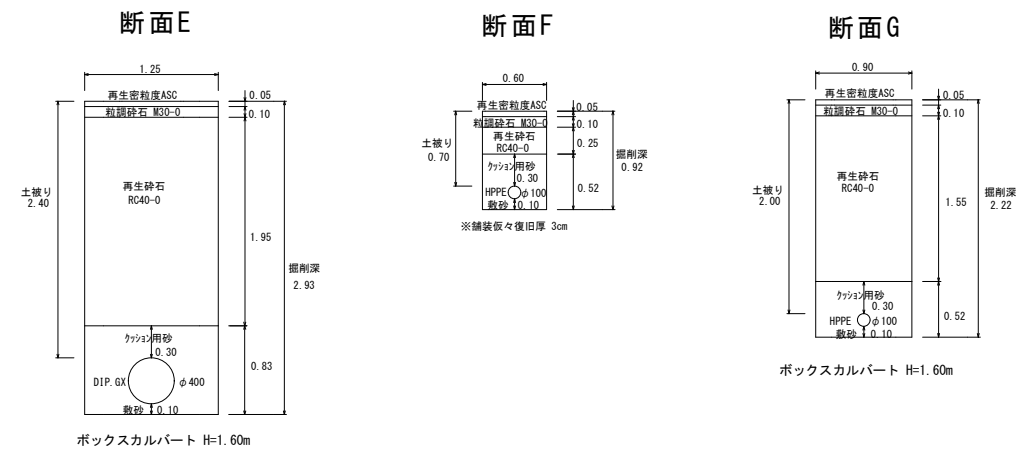 断面E
1.25
再生密粒度ASC
0.05
粒調砕石 M30-0
0.10
再生砕石
RC40-0
土被り
2.40
1.95
掘削深
2.93
クッション用砂
0.30
0.83
DIP.GX
φ400
敷砂 0.10
ボックスカルバート H=1.60m
断面F
0.60
再生密粒度ASC
0.05
粒調砕石 M30-0
0.10
再生砕石
RC40-0
0.25
土被り
0.70
掘削深
0.92
クッション用砂
0.30
0.52
HPPE
φ100
敷砂 0.10
※舗装仮々復旧厚 3cm
断面G
0.90
再生密粒度ASC
0.05
粒調砕石 M30-0
0.10
再生砕石
RC40-0
土被り
2.00
1.55
掘削深
2.22
クッション用砂
0.30
0.52
HPPE
φ100
敷砂 0.10
ボックスカルバート H=1.60m